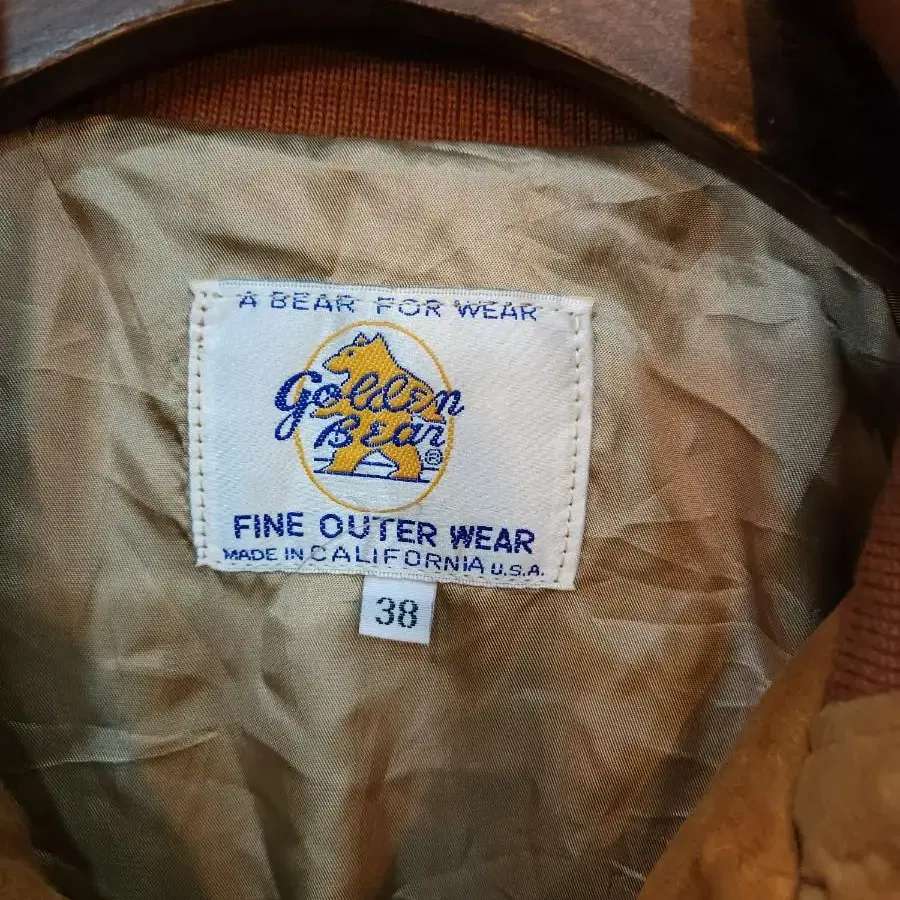 A BEAR FOR WEAR
Golden
Bear®
FINE OUTER WEAR
MADE IN CALIFORNIA U.S.A.
38